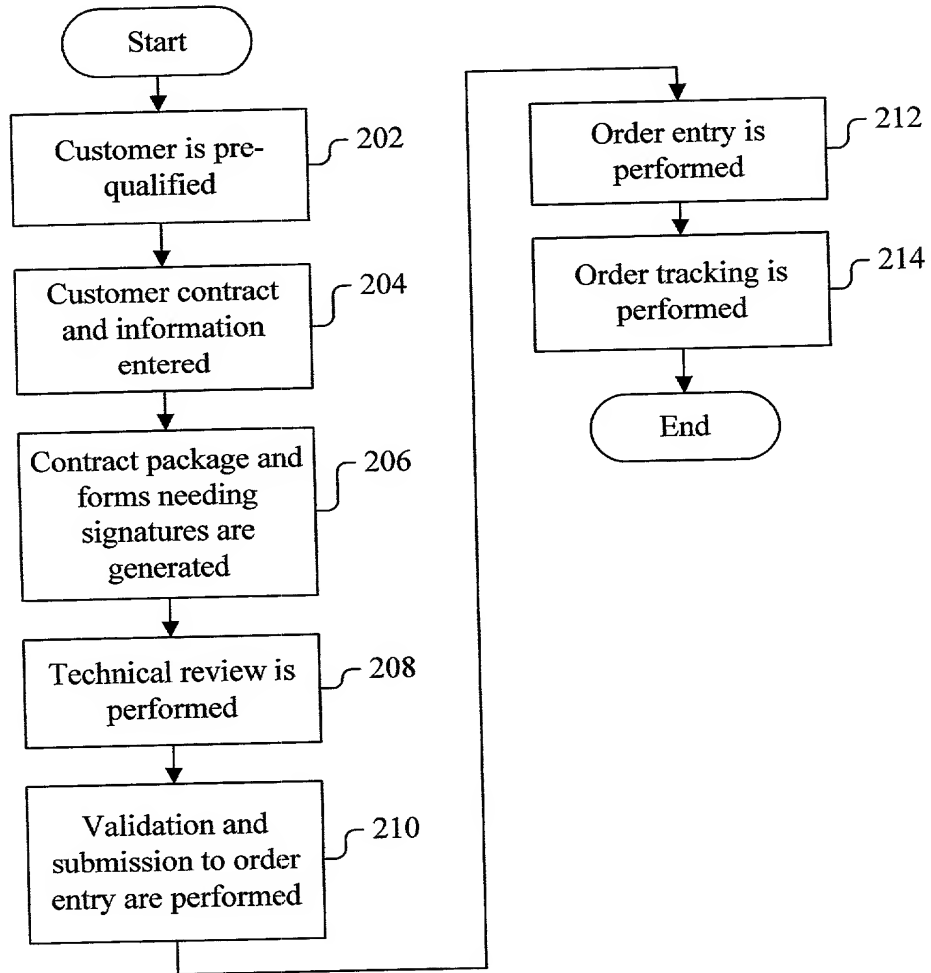 Start
Customer is pre-
qualified
202
Customer contract
and information
entered
204
Contract package and
forms needing
signatures are
generated
206
Technical review is
performed
208
Validation and
submission to order
entry are performed
210
Order entry is
performed
212
Order tracking is
performed
214
End